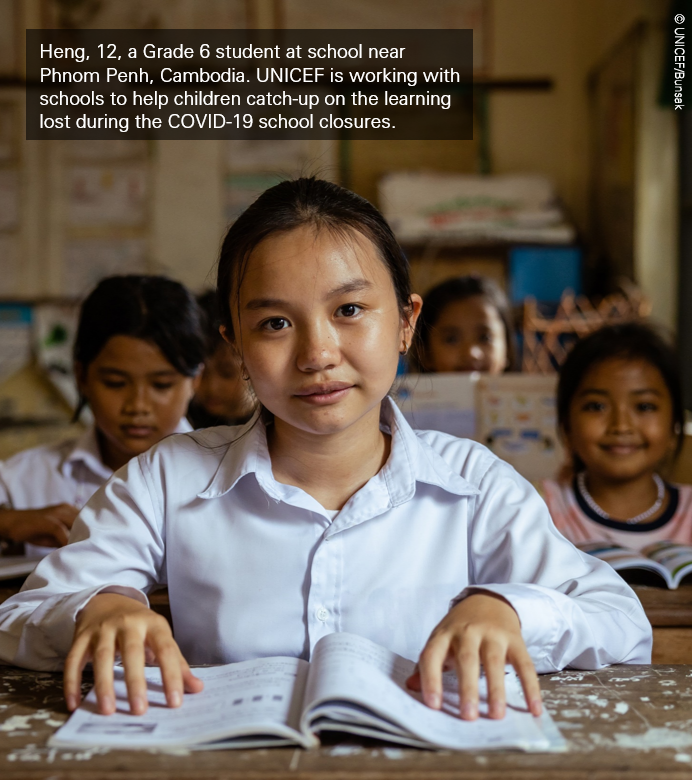 Heng, 12, a Grade 6 student at school near
Phnom Penh, Cambodia. UNICEF is working with
schools to help children catch-up on the learning
lost during the COVID-19 school closures.
© UNICEF/Bunsak